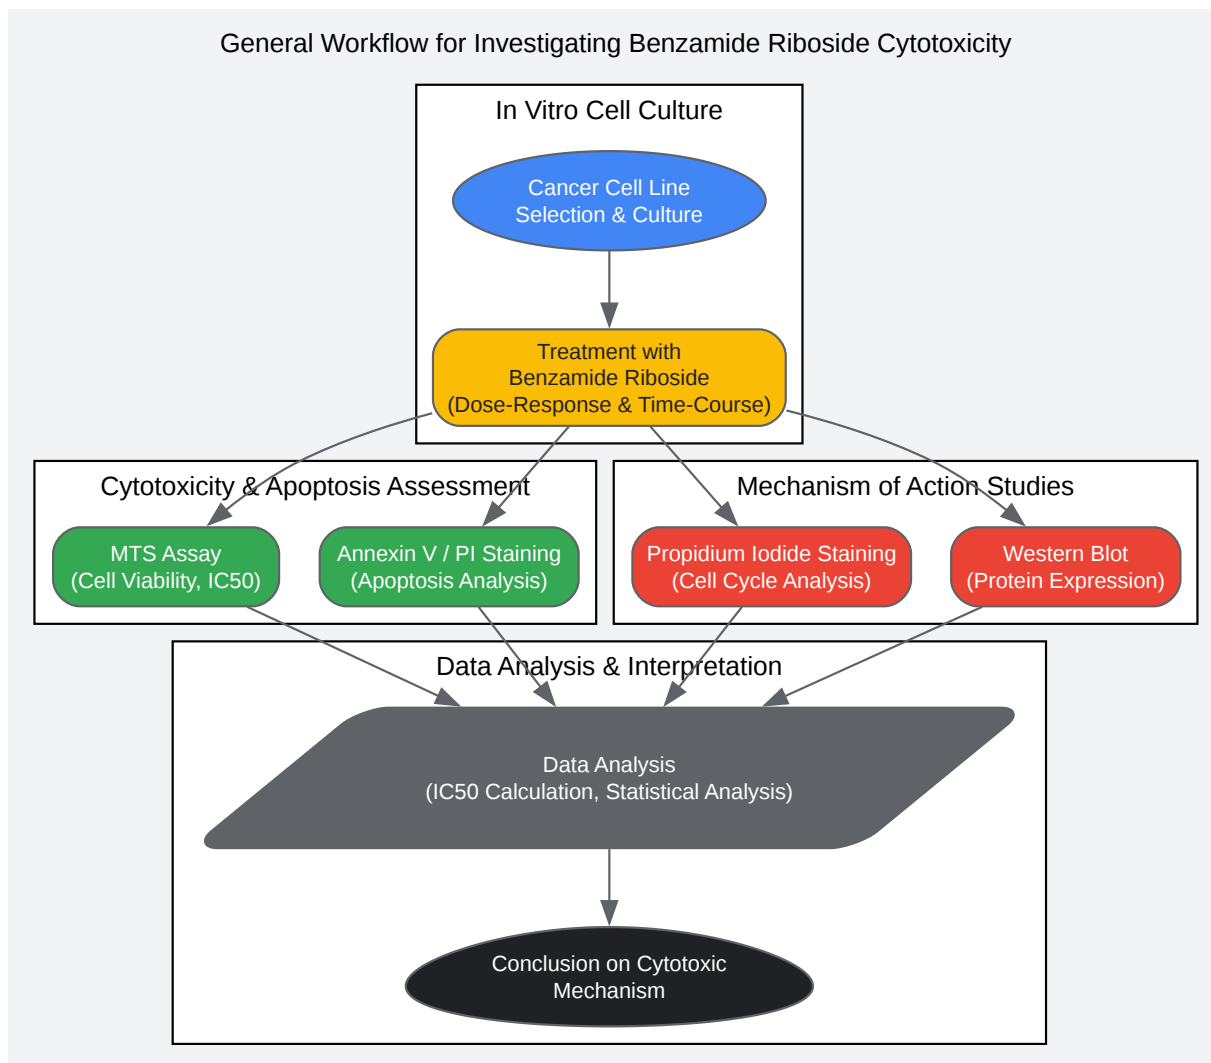 General Workflow for Investigating Benzamide Riboside Cytotoxicity
In Vitro Cell Culture
Cancer Cell Line
Selection & Culture
Treatment with
Benzamide Riboside
(Dose-Response & Time-Course)
Cytotoxicity & Apoptosis Assessment
Mechanism of Action Studies
MTS Assay
(Cell Viability, IC50)
Annexin V / PI Staining
(Apoptosis Analysis)
Propidium Iodide Staining
(Cell Cycle Analysis)
Western Blot
(Protein Expression)
Data Analysis & Interpretation
Data Analysis
(IC50 Calculation, Statistical Analysis)
Conclusion on Cytotoxic
Mechanism